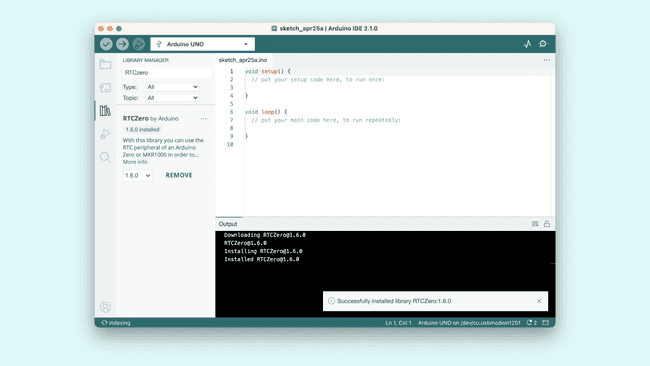 sketch_apr25a | Arduino IDE 2.1.0
Arduino UNO
LIBRARY MANAGER
RTCzero
Type: All
Topic: All
RTCZero by Arduino
1.6.0 installed
With this library you can use the
RTC peripheral of an Arduino
Zero or MKR1000 in order to...
More info
1.6.0 REMOVE
sketch_apr25a.ino
1 void setup() {
2 // put your setup code here, to run once:
3
4 }
5
6 void loop() {
7 // put your main code here, to run repeatedly:
8
9 }
10
Output
Downloading RTCZero@1.6.0
RTCZero@1.6.0
Installing RTCZero@1.6.0
Installed RTCZero@1.6.0
Successfully installed library RTCZero:1.6.0
indexing Ln 1, Col 1 Arduino UNO on /dev/cu.usbmodem1201 2